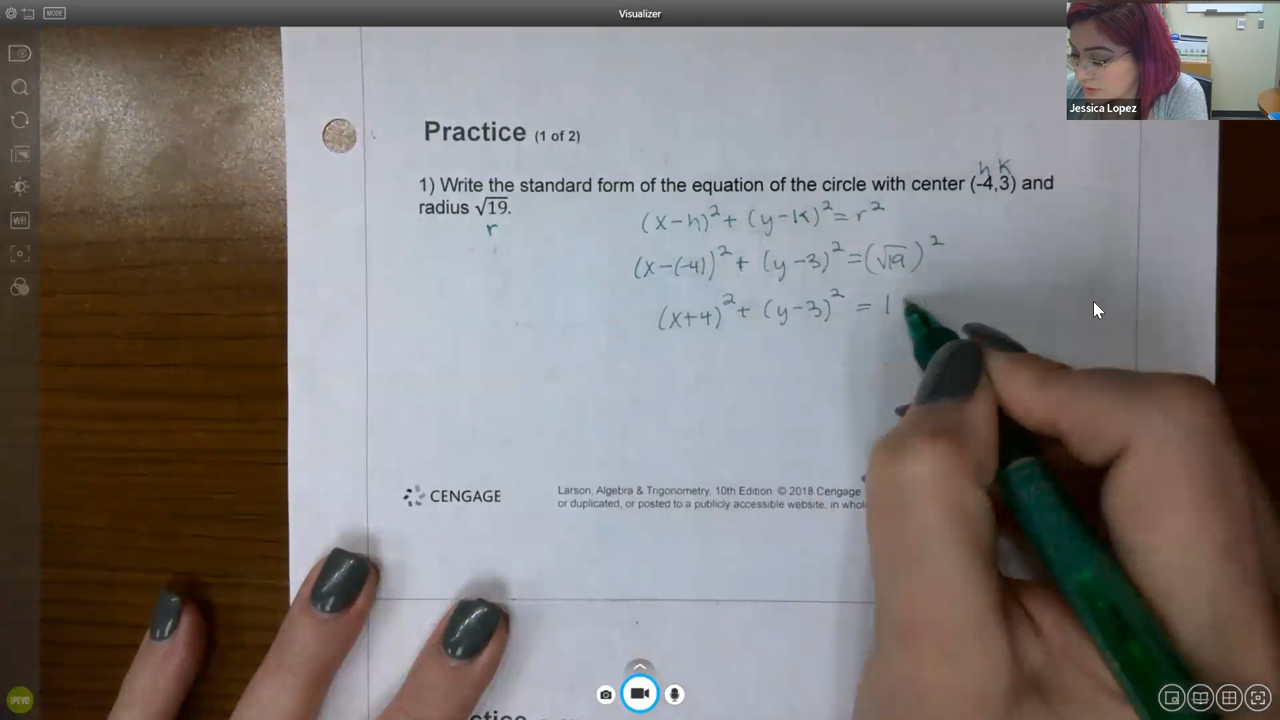 MODE
Visualizer
Jessica Lopez
Practice (1 of 2)
h k
1) Write the standard form of the equation of the circle with center (-4,3) and
radius √19.
r
(x-h)²+ (y-k)²= r²
(x-(-4))² + (y-3)² =(√19)²
(x+4)²+ (y-3)² = 1
WB
CENGAGE
Larson, Algebra & Trigonometry, 10th Edition. © 2018 Cengage
or duplicated, or posted to a publicly accessible website, in whol
IPEVO